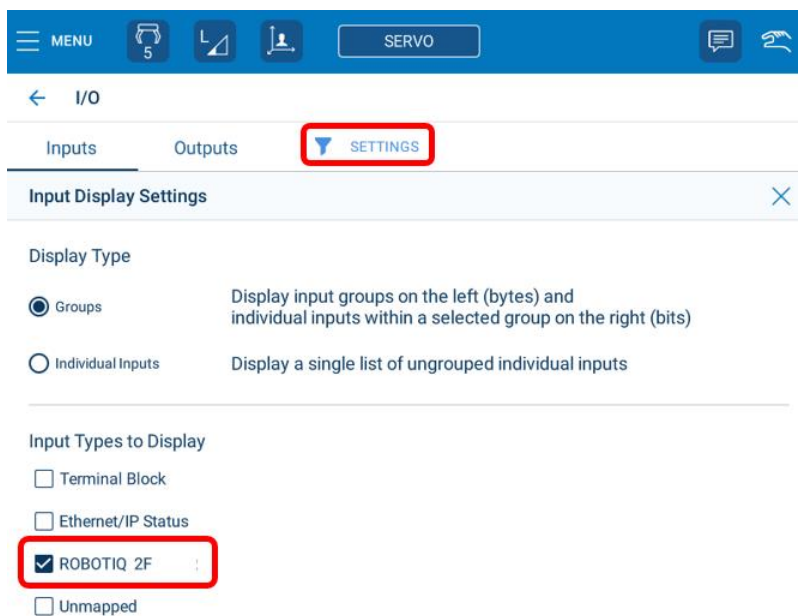 MENU 5 L SERVO
I/O
Inputs Outputs SETTINGS
Input Display Settings
Display Type
Groups Display input groups on the left (bytes) and
individual inputs within a selected group on the right (bits)
Individual Inputs Display a single list of ungrouped individual inputs
Input Types to Display
Terminal Block
Ethernet/IP Status
ROBOTIQ 2F
Unmapped